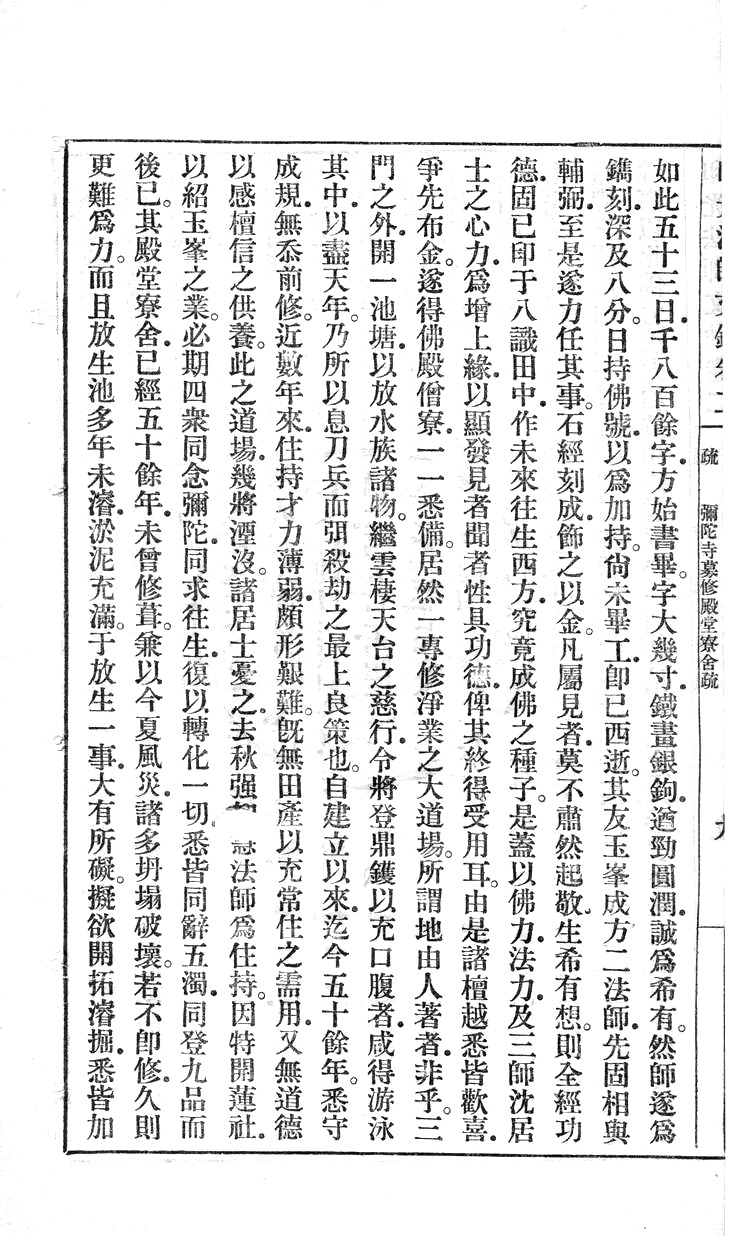 疏　彌陀寺募修殿堂寮舍疏
如此五十三日．千八百餘字．方始書畢。字大幾寸．鐵畫銀鉤．遒勁圓潤．誠為希有。然師遂為
鐫刻．深及八分。日持佛號．以為加持。尚未畢工．即已西逝。其友玉峯成方二法師．先固相與
輔弼．至是遂力任其事。石經刻成．飾之以金。凡屬見者．莫不肅然起敬．生希有想。則全經功
德．固已印于八識田中．作未來往生西方．究竟成佛之種子。是蓋以佛力．法力．及三師沈居
士之心力．為增上緣．以顯發見者聞者性具功德．俾其終得受用耳。由是諸檀越悉皆歡喜．
爭先布金。遂得佛殿僧寮．一一悉備。居然一專修淨業之大道場。所謂地由人著者．非乎。三
門之外．開一池塘．以放水族諸物。繼雲棲天台之慈行．令將登鼎鑊以充口腹者．咸得游泳
其中．以盡天年。乃所以息刀兵而弭殺劫之最上良策也。自建立以來．迄今五十餘年。悉守
成規．無忝前修。近數年來．住持才力薄弱．頗形艱難。既無田產以充常住之需用．又無道德
以感檀信之供養。此之道場．幾將湮沒。諸居士憂之．去秋强　法師為住持。因特開蓮社．
以紹玉峯之業。必期四衆同念彌陀．同求往生．復以轉化一切．悉皆同辭五濁．同登九品而
後已。其殿堂寮舍．已經五十餘年．未曾修葺。兼以今夏風災．諸多坍塌破壞。若不即修．久則
更難為力。而且放生池多年未濬．淤泥充滿。于放生一事．大有所礙。擬欲開拓濬掘．悉皆加